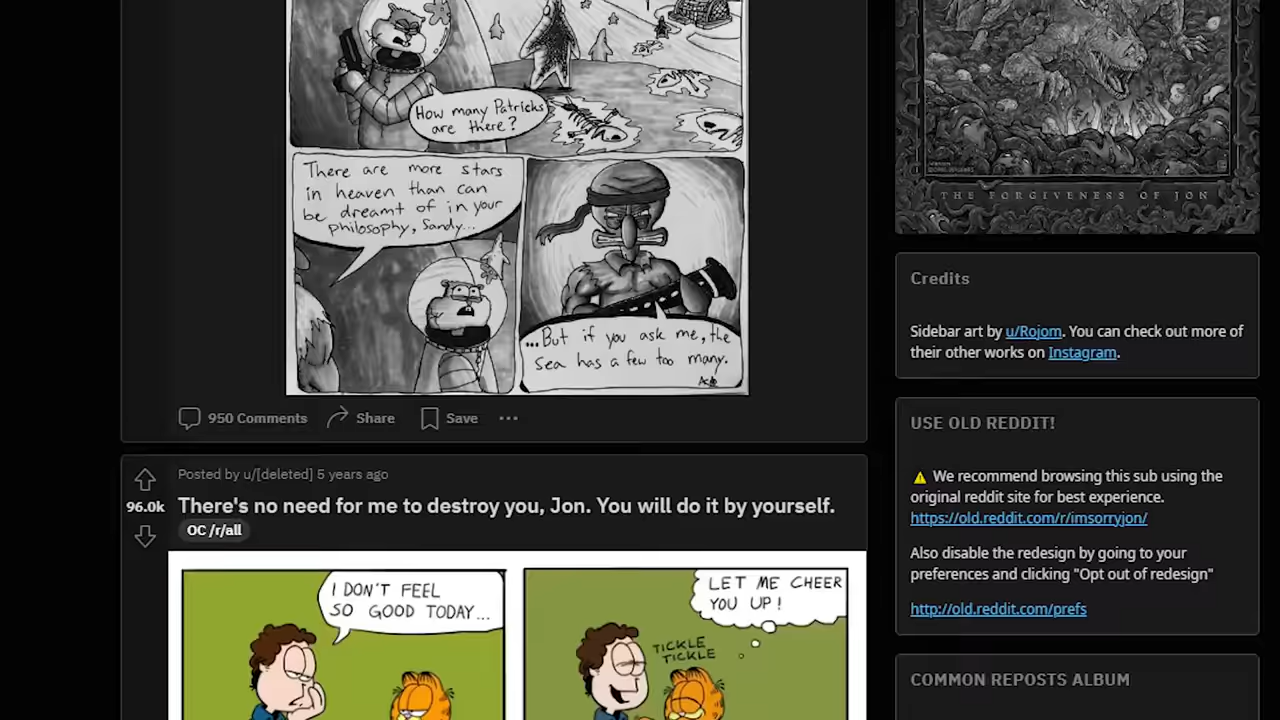 How many Patricks
are there?
There are more stars
in heaven than can
be dreamt of in your
philosophy, Sandy...
...But if you ask me, the
sea has a few too many.
950 Comments Share Save ...
Posted by u/[deleted] 5 years ago
96.0k There's no need for me to destroy you, Jon. You will do it by yourself.
OC /r/all
I DON'T FEEL
SO GOOD TODAY...
LET ME CHEER
YOU UP!
TICKLE
TICKLE
THE FORGIVENESS OF JON
Credits
Sidebar art by u/Rojom. You can check out more of
their other works on Instagram.
USE OLD REDDIT!
⚠ We recommend browsing this sub using the
original reddit site for best experience.
https://old.reddit.com/r/imsorryjon/
Also disable the redesign by going to your
preferences and clicking "Opt out of redesign"
http://old.reddit.com/prefs
COMMON REPOSTS ALBUM